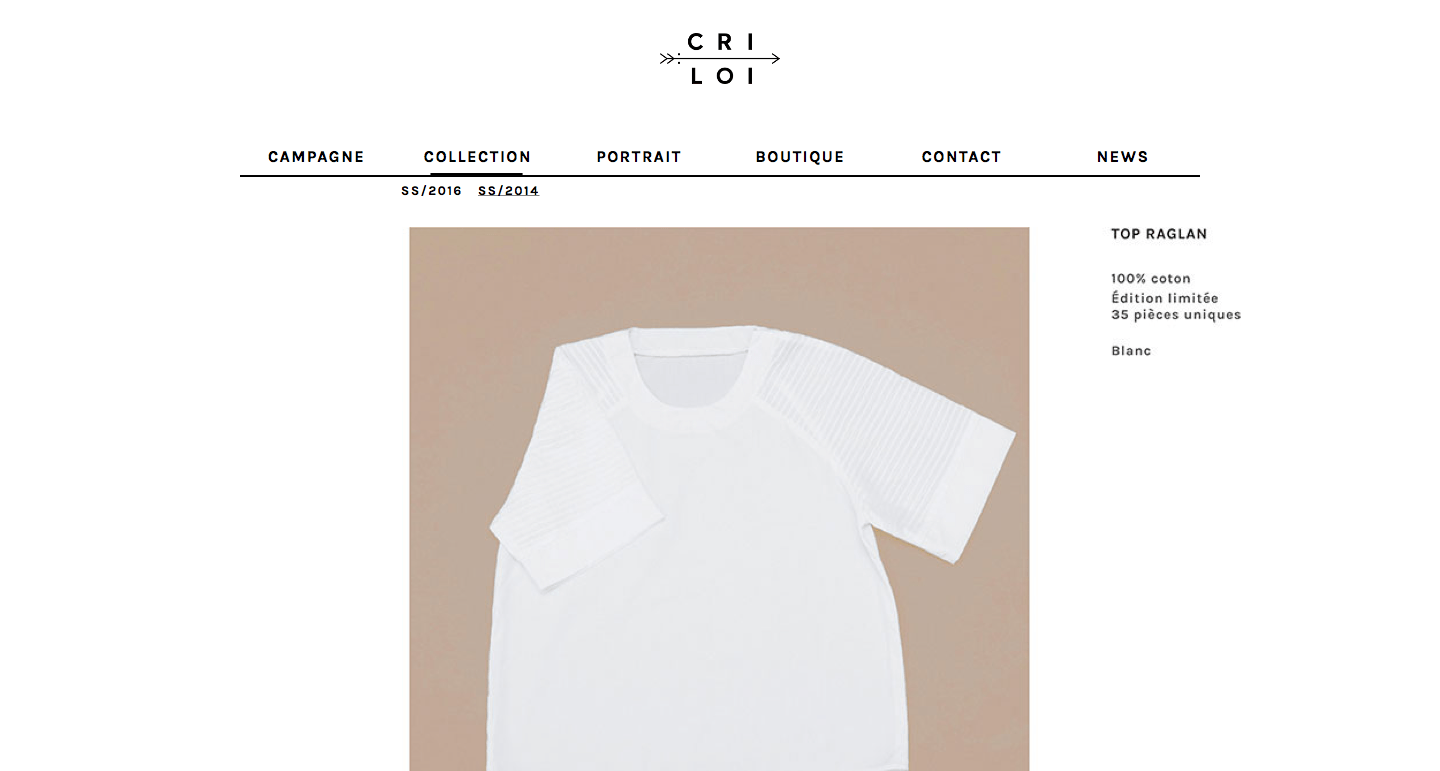 CRI
LOI
CAMPAGNE COLLECTION PORTRAIT BOUTIQUE CONTACT NEWS
SS/2016 SS/2014
TOP RAGLAN
100% coton
Édition limitée
35 pièces uniques
Blanc